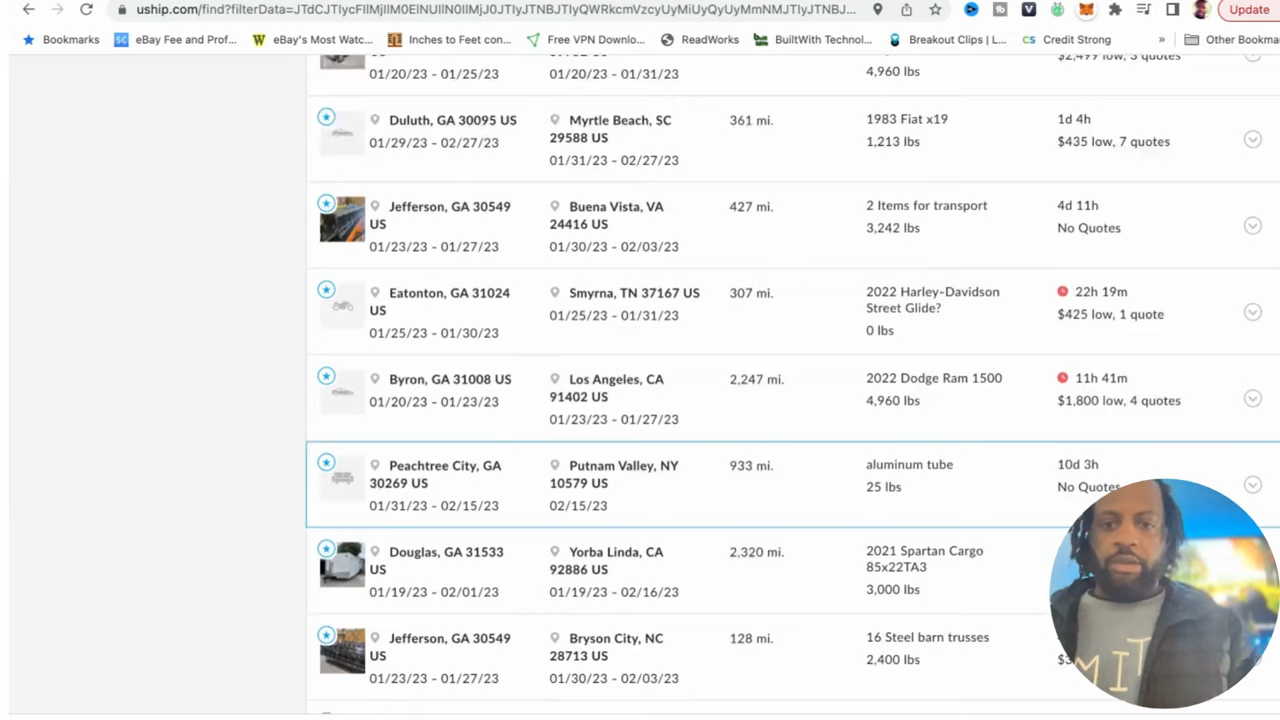 uship.com/find?filterData=JTdCJTIycFIlMjIlM0ElNUIlN0IlMjJ0JTIyJTNBJTIyQWRkcmVzcyUyMiUyQyUyMmNMJTIyJTNBJ...
Update
Bookmarks
eBay Fee and Prof...
eBay's Most Watc...
Inches to Feet con...
Free VPN Downlo...
ReadWorks
BuiltWith Technol...
Breakout Clips | L...
Credit Strong
»
Other Bookma
01/20/23 - 01/25/23
01/20/23 - 01/31/23
4,960 lbs
$2,499 low, 3 quotes
Duluth, GA 30095 US
01/29/23 - 02/27/23
Myrtle Beach, SC
29588 US
01/31/23 - 02/27/23
361 mi.
1983 Fiat x19
1,213 lbs
1d 4h
$435 low, 7 quotes
Jefferson, GA 30549
US
01/23/23 - 01/27/23
Buena Vista, VA
24416 US
01/30/23 - 02/03/23
427 mi.
2 Items for transport
3,242 lbs
4d 11h
No Quotes
Eatonton, GA 31024
US
01/25/23 - 01/30/23
Smyrna, TN 37167 US
01/25/23 - 01/31/23
307 mi.
2022 Harley-Davidson
Street Glide?
0 lbs
22h 19m
$425 low, 1 quote
Byron, GA 31008 US
01/20/23 - 01/23/23
Los Angeles, CA
91402 US
01/23/23 - 01/27/23
2,247 mi.
2022 Dodge Ram 1500
4,960 lbs
11h 41m
$1,800 low, 4 quotes
Peachtree City, GA
30269 US
01/31/23 - 02/15/23
Putnam Valley, NY
10579 US
02/15/23
933 mi.
aluminum tube
25 lbs
10d 3h
No Quotes
Douglas, GA 31533
US
01/19/23 - 02/01/23
Yorba Linda, CA
92886 US
01/19/23 - 02/16/23
2,320 mi.
2021 Spartan Cargo
85x22TA3
3,000 lbs
Jefferson, GA 30549
US
01/23/23 - 01/27/23
Bryson City, NC
28713 US
01/30/23 - 02/03/23
128 mi.
16 Steel barn trusses
2,400 lbs